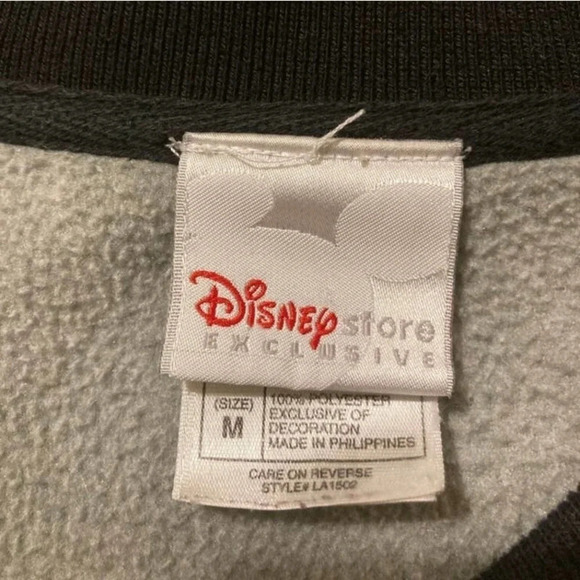 Disney store
EXCLUSIVE
(SIZE)
M
100% POLYESTER
EXCLUSIVE OF
DECORATION
MADE IN PHILIPPINES
CARE ON REVERSE
STYLE# LA1502